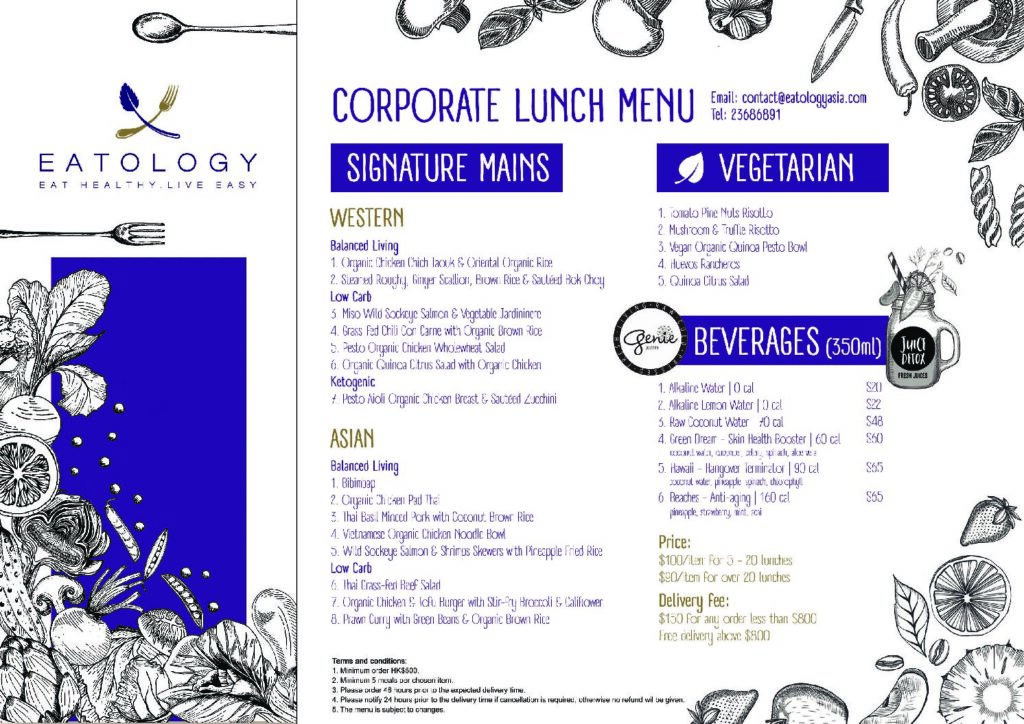 EATOLOGY
EAT HEALTHY.LIVE EASY
CORPORATE LUNCH MENU
Email: contact@eatologyasia.com
Tel: 23686891
SIGNATURE MAINS
WESTERN
Balanced Living
1. Organic Chicken Chich Taouk & Oriental Organic Rice
2. Steamed Roughy, Ginger Scallion, Brown Rice & Sautéed Bok Choy
Low Carb
3. Miso Wild Sockeye Salmon & Vegetable Jardiniere
4. Grass-Fed Chili Con Carne with Organic Brown Rice
5. Pesto Organic Chicken Wholewheat Salad
6. Organic Quinoa Citrus Salad with Organic Chicken
Ketogenic
7. Pesto Aioli Organic Chicken Breast & Sautéed Zucchini
ASIAN
Balanced Living
1. Bibimbap
2. Organic Chicken Pad Thai
3. Thai Basil Minced Pork with Coconut Brown Rice
4. Vietnamese Organic Chicken Noodle Bowl
5. Wild Sockeye Salmon & Shrimps Skewers with Pineapple Fried Rice
Low Carb
6. Thai Grass-fed Beef Salad
7. Organic Chicken & Tofu Burger with Stir-fry Broccoli & Califlower
8. Prawn Curry with Green Beans & Organic Brown Rice
VEGETARIAN
1. Tomato Pine Nuts Risotto
2. Mushroom & Truffle Risotto
3. Vegan Organic Quinoa Pesto Bowl
4. Huevos Rancheros
5. Quinoa Citrus Salad
genie
BEVERAGES (350ml)
JUICE DETOX
FRESH JUICES
1. Alkaline Water | 0 cal $20
2. Alkaline Lemon Water | 0 cal $22
3. Raw Coconut Water 70 cal $48
4. Green Dream - Skin Health Booster | 60 cal $60
coconut water, cucumber, celery, spinach, aloe vera
5. Hawaii - Hangover Terminator | 90 cal $65
coconut water, pineapple, spinach, chlorophyll
6 Beaches - Anti-aging | 160 cal $65
pineapple, strawberry, mint, acai
Price:
$100/item for 5 - 20 lunches
$90/item for over 20 lunches
Delivery Fee:
$150 For any order less than $800
Free delivery above $800
Terms and conditions:
1. Minimum order HK$500.
2. Minimum 5 meals per chosen item.
3. Please order 48 hours prior to the expected delivery time.
4. Please notify 24 hours prior to the delivery time if cancellation is required, otherwise no refund will be given.
5. The menu is subject to changes.